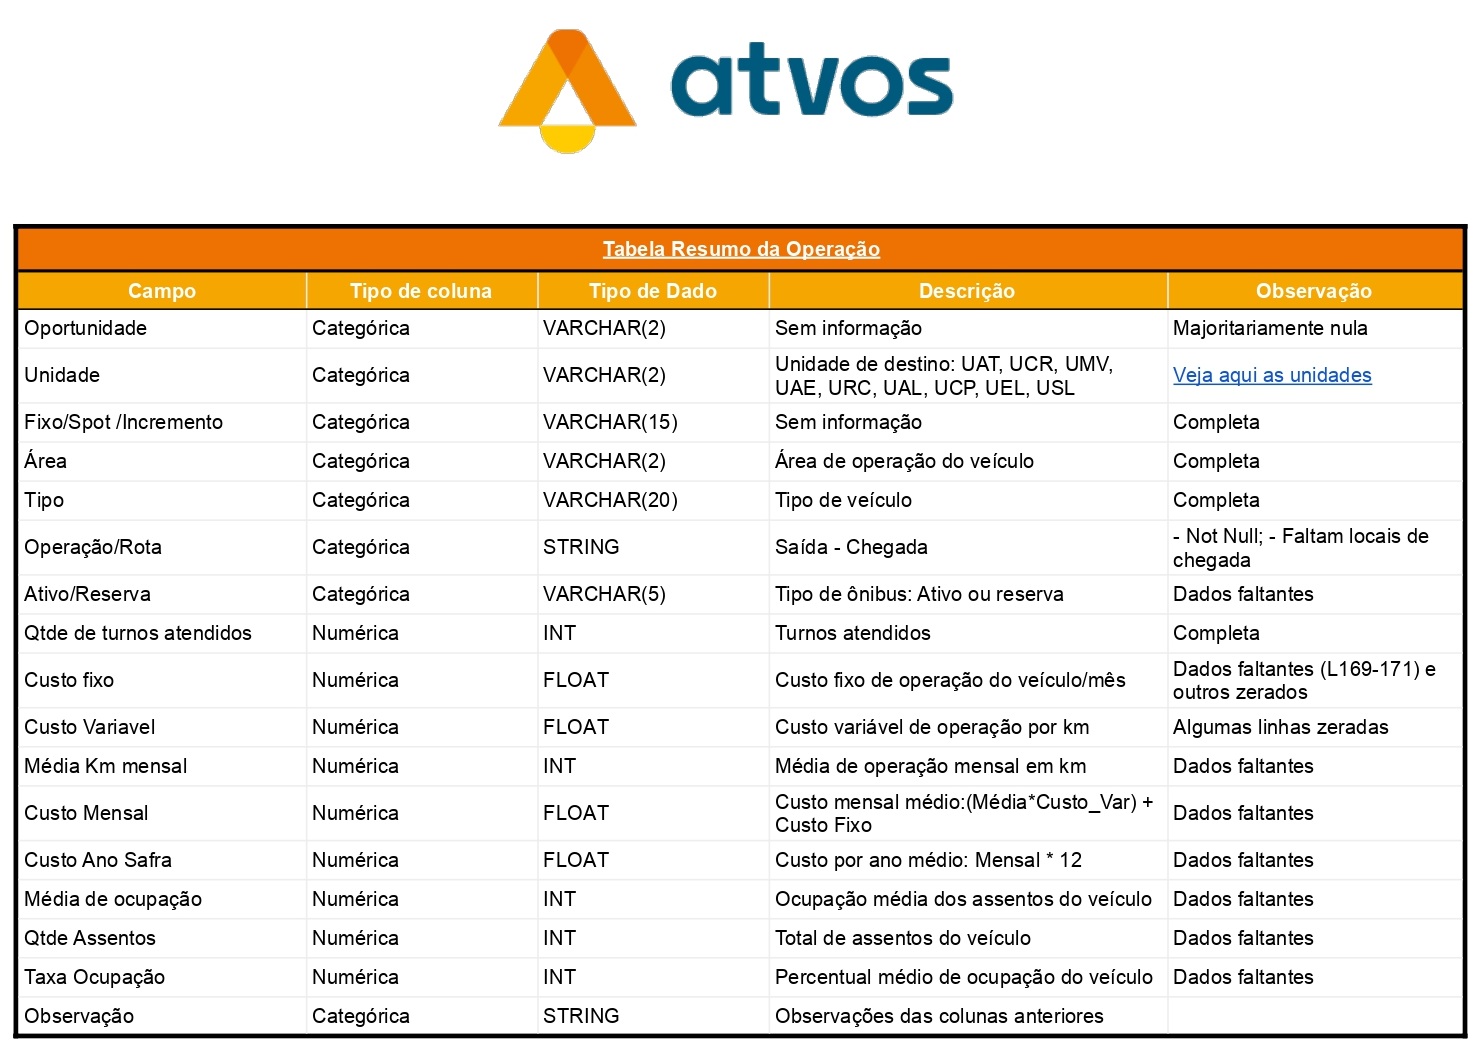 atvos
Tabela Resumo da Operação
Campo Tipo de coluna Tipo de Dado Descrição Observação
Oportunidade Categórica VARCHAR(2) Sem informação Majoritariamente nula
Unidade Categórica VARCHAR(2) Unidade de destino: UAT, UCR, UMV,
UAE, URC, UAL, UCP, UEL, USL Veja aqui as unidades
Fixo/Spot /Incremento Categórica VARCHAR(15) Sem informação Completa
Área Categórica VARCHAR(2) Área de operação do veículo Completa
Tipo Categórica VARCHAR(20) Tipo de veículo Completa
Operação/Rota Categórica STRING Saída - Chegada - Not Null; - Faltam locais de
chegada
Ativo/Reserva Categórica VARCHAR(5) Tipo de ônibus: Ativo ou reserva Dados faltantes
Qtde de turnos atendidos Numérica INT Turnos atendidos Completa
Custo fixo Numérica FLOAT Custo fixo de operação do veículo/mês Dados faltantes (L169-171) e
outros zerados
Custo Variavel Numérica FLOAT Custo variável de operação por km Algumas linhas zeradas
Média Km mensal Numérica INT Média de operação mensal em km Dados faltantes
Custo Mensal Numérica FLOAT Custo mensal médio:(Média*Custo_Var) +
Custo Fixo Dados faltantes
Custo Ano Safra Numérica FLOAT Custo por ano médio: Mensal * 12 Dados faltantes
Média de ocupação Numérica INT Ocupação média dos assentos do veículo Dados faltantes
Qtde Assentos Numérica INT Total de assentos do veículo Dados faltantes
Taxa Ocupação Numérica INT Percentual médio de ocupação do veículo Dados faltantes
Observação Categórica STRING Observações das colunas anteriores